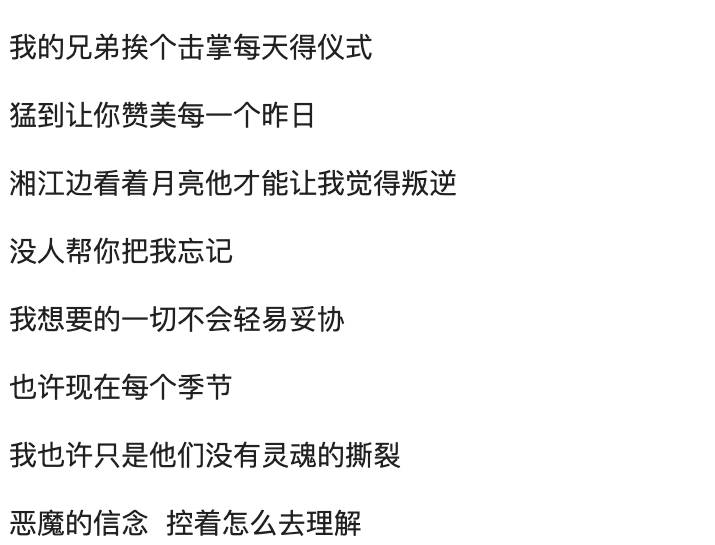 我的兄弟挨个击掌每天得仪式
猛到让你赞美每一个昨日
湘江边看着月亮他才能让我觉得叛逆
没人帮你把我忘记
我想要的一切不会轻易妥协
也许现在每个季节
我也许只是他们没有灵魂的撕裂
恶魔的信念  控着怎么去理解